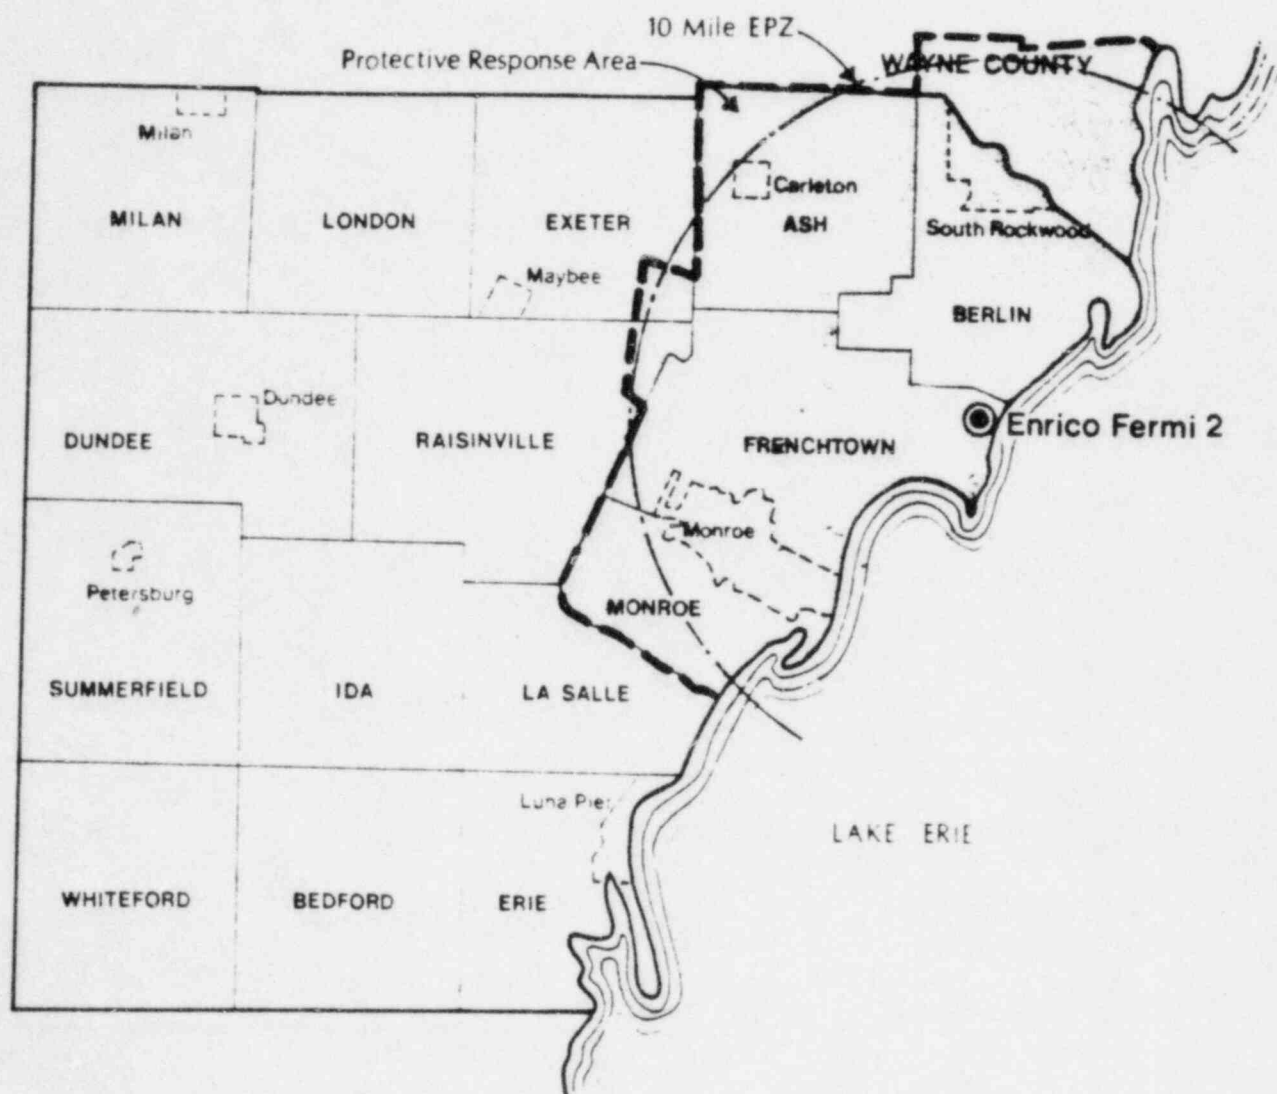 10 Mile EPZ
Protective Response Area
WAYNE COUNTY
Milan
Carleton
MILAN
LONDON
EXETER
ASH
South Rockwood
Maybee
BERLIN
Dundee
Enrico Fermi 2
DUNDEE
RAISINVILLE
FRENCHTOWN
Monroe
Petersburg
MONROE
SUMMERFIELD
IDA
LA SALLE
Luna Pier
LAKE ERIE
WHITEFORD
BEDFORD
ERIE